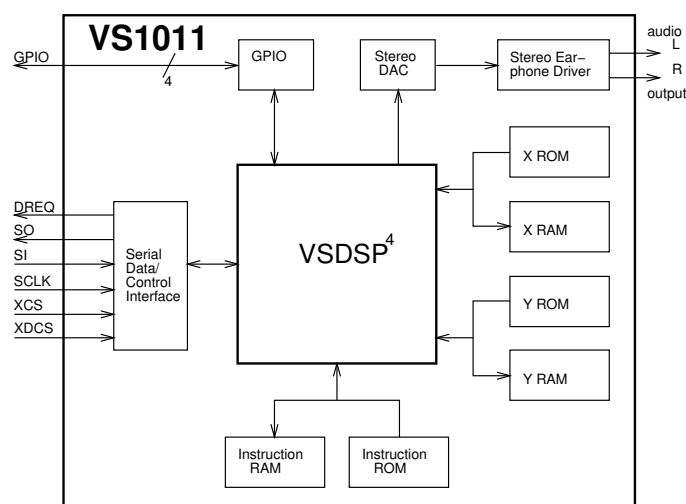 VS1011
audio
L
GPIO
4
GPIO
Stereo
DAC
Stereo Ear-
phone Driver
R
output
X ROM
X RAM
DREQ
SO
SI
SCLK
XCS
XDCS
Serial
Data/
Control
Interface
VSDSP4
Y ROM
Y RAM
Instruction
RAM
Instruction
ROM